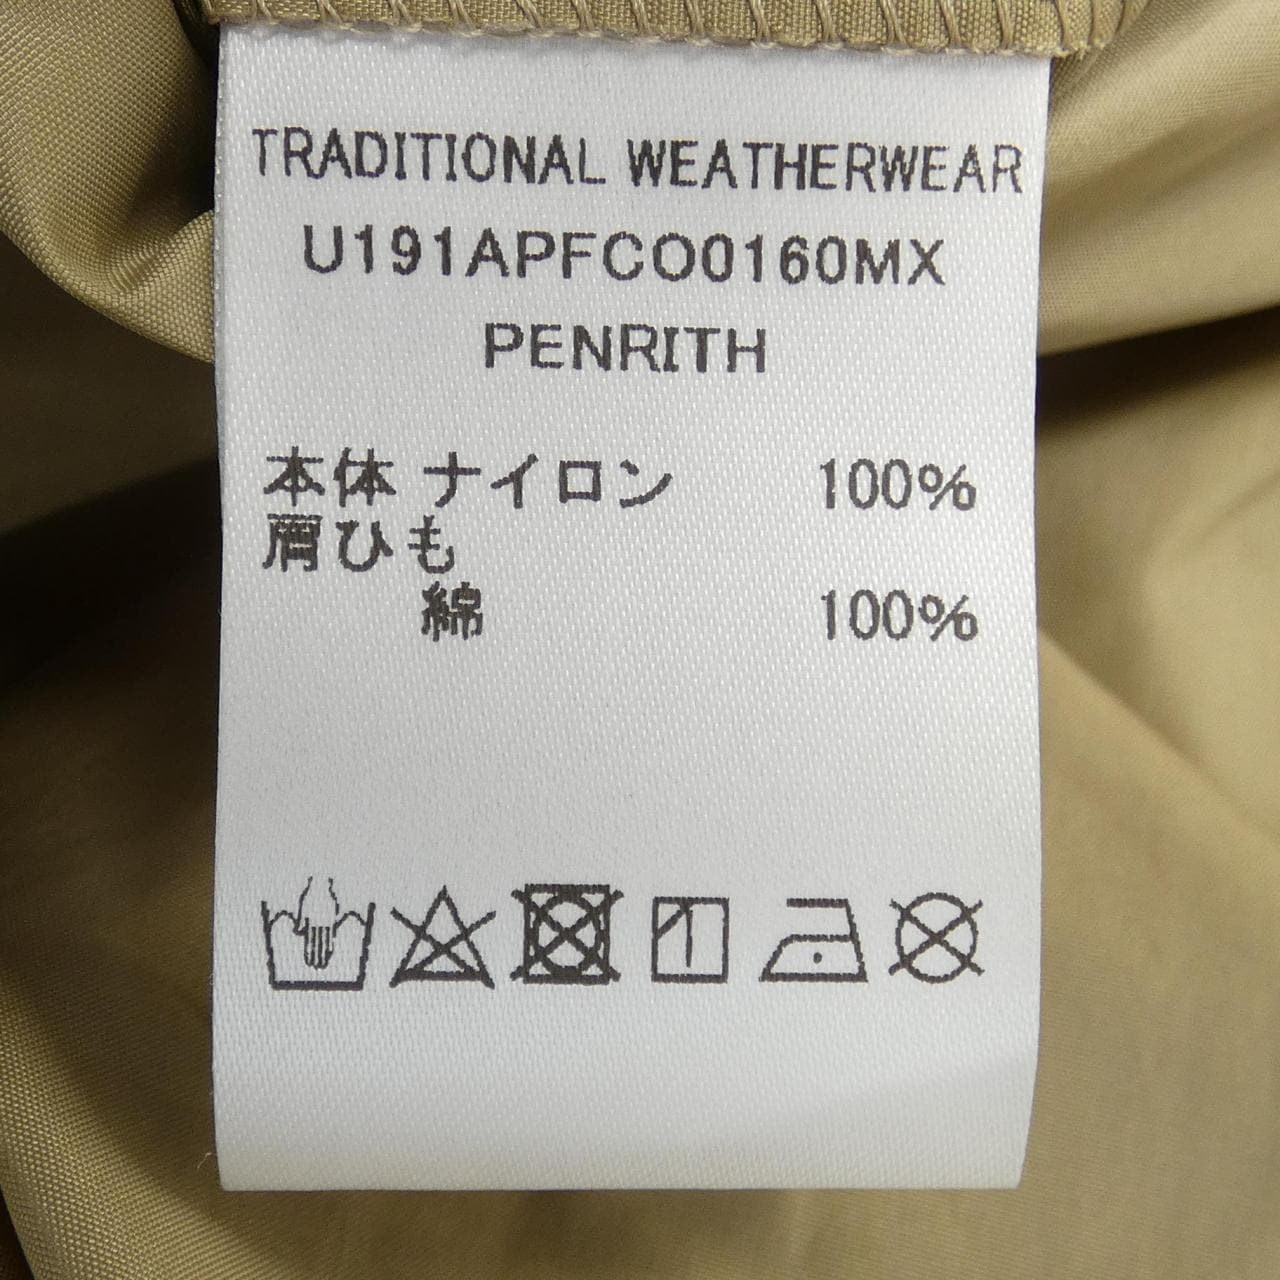 TRADITIONAL WEATHERWEAR
U191APFCO0160MX
PENRITH
本体 ナイロン 100%
肩ひも
綿 100%